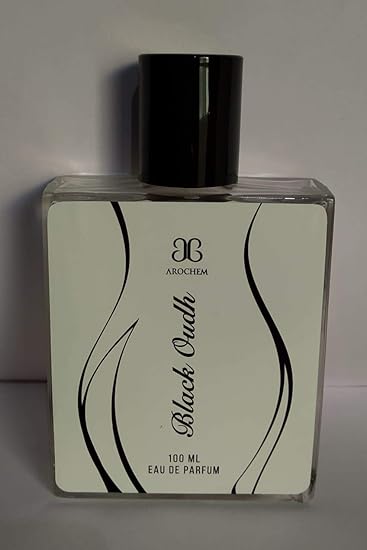 AROCHEM
Black Oudh
100 ML
EAU DE PARFUM